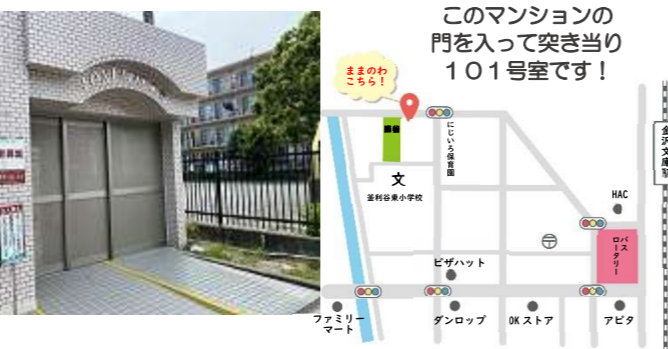 このマンションの
門を入って突き当り
１０１号室です！
ままのわ
こちら！
にじいろ保育園
金沢文庫駅
文
釜利谷東小学校
HAC
バス
ロータリー
〒
ピザハット
ファミリー
マート
ダンロップ
OKストア
アピタ